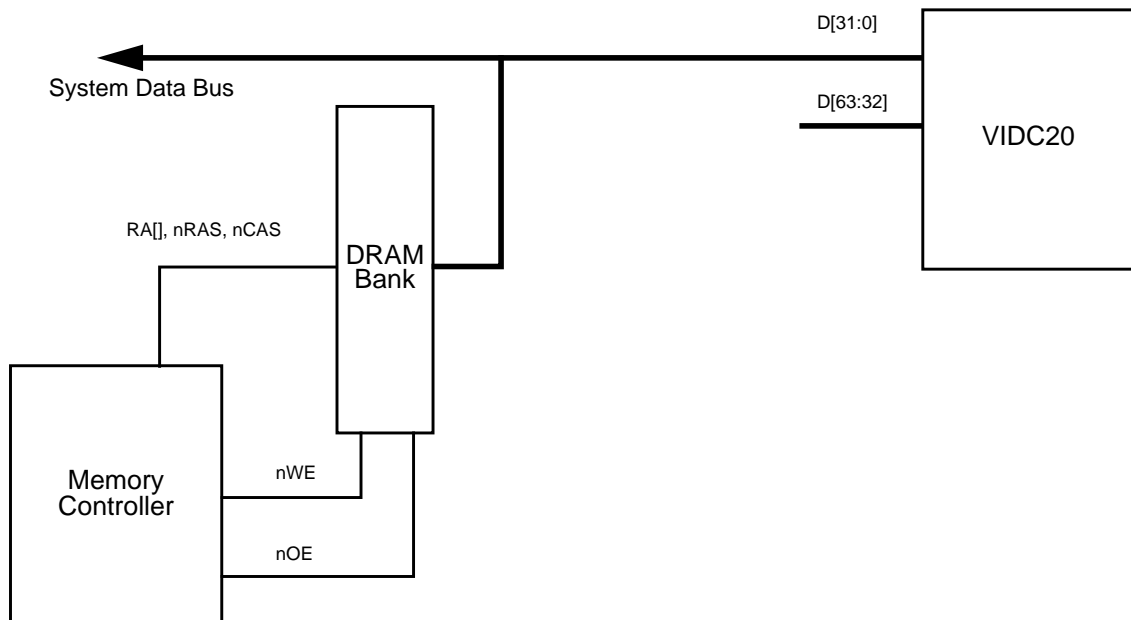 D[31:0]
System Data Bus
D[63:32]
VIDC20
RA[], nRAS, nCAS
DRAM
Bank
Memory
Controller
nWE
nOE